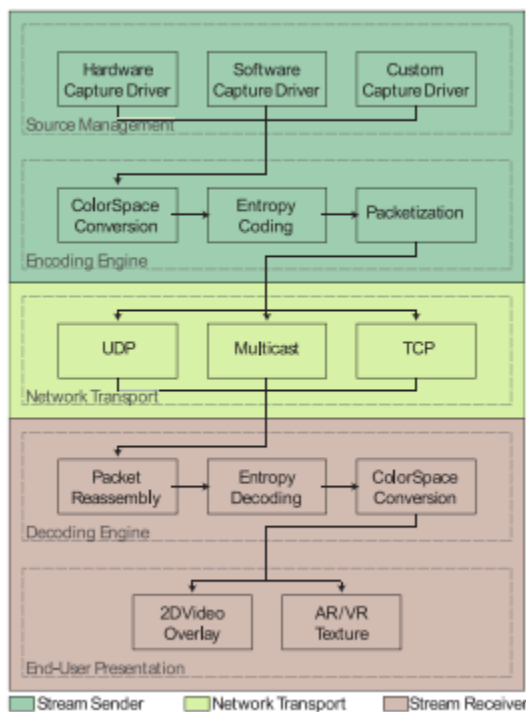 Hardware Software Custom
Capture Driver Capture Driver Capture Driver
Source Management
ColorSpace Entropy Packetization
Conversion Coding
Encoding Engine
UDP Multicast TCP
Network Transport
Packet Entropy ColorSpace
Reassembly Decoding Conversion
Decoding Engine
2DVideo AR/VR
Overlay Texture
End-User Presentation
Stream Sender Network Transport Stream Receiver